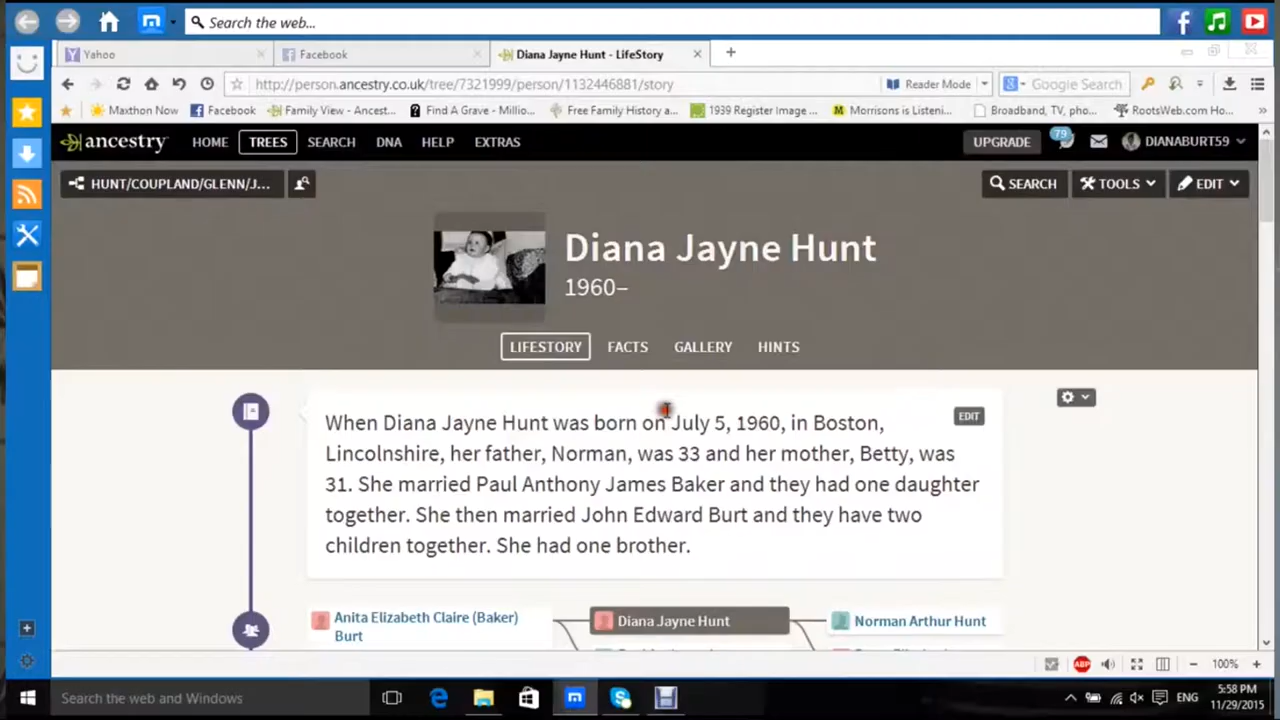 Search the web...
Yahoo
Facebook
Diana Jayne Hunt - LifeStory
http://person.ancestry.co.uk/tree/7321999/person/1132446881/story
Reader Mode
Google Search
Maxthon Now
Facebook
Family View - Ancest...
Find A Grave - Millio...
Free Family History a...
1939 Register Image ...
Morrisons is Listeni...
Broadband, TV, pho...
RootsWeb.com Ho...
ancestry
HOME
TREES
SEARCH
DNA
HELP
EXTRAS
UPGRADE
79
DIANABURT59
HUNT/COUPLAND/GLENN/J...
SEARCH
TOOLS
EDIT
Diana Jayne Hunt
1960–
LIFESTORY
FACTS
GALLERY
HINTS
When Diana Jayne Hunt was born on July 5, 1960, in Boston,
Lincolnshire, her father, Norman, was 33 and her mother, Betty, was
31. She married Paul Anthony James Baker and they had one daughter
together. She then married John Edward Burt and they have two
children together. She had one brother.
EDIT
Anita Elizabeth Claire (Baker)
Burt
Diana Jayne Hunt
Norman Arthur Hunt
ABP
100%
Search the web and Windows
ENG
5:58 PM
11/29/2015